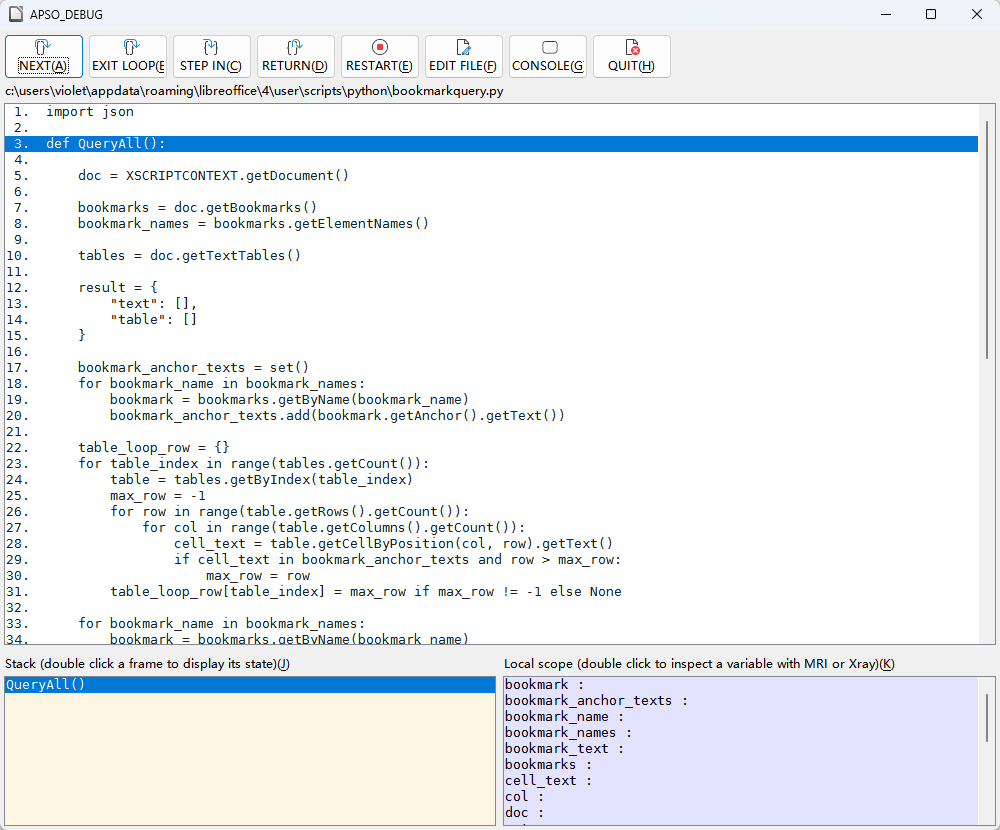 APSO_DEBUG
NEXT(A) EXIT LOOP(E STEP IN(C) RETURN(D) RESTART(E) EDIT FILE(F) CONSOLE(G QUIT(H)
c:\users\violet\appdata\roaming\libreoffice\4\user\scripts\python\bookmarkquery.py
1. import json
2.
3. def QueryAll():
4.
5.     doc = XSCRIPTCONTEXT.getDocument()
6.
7.     bookmarks = doc.getBookmarks()
8.     bookmark_names = bookmarks.getElementNames()
9.
10.     tables = doc.getTextTables()
11.
12.     result = {
13.         "text": [],
14.         "table": []
15.     }
16.
17.     bookmark_anchor_texts = set()
18.     for bookmark_name in bookmark_names:
19.         bookmark = bookmarks.getByName(bookmark_name)
20.         bookmark_anchor_texts.add(bookmark.getAnchor().getText())
21.
22.     table_loop_row = {}
23.     for table_index in range(tables.getCount()):
24.         table = tables.getByIndex(table_index)
25.         max_row = -1
26.         for row in range(table.getRows().getCount()):
27.             for col in range(table.getColumns().getCount()):
28.                 cell_text = table.getCellByPosition(col, row).getText()
29.                 if cell_text in bookmark_anchor_texts and row > max_row:
30.                     max_row = row
31.         table_loop_row[table_index] = max_row if max_row != -1 else None
32.
33.     for bookmark_name in bookmark_names:
34.         bookmark = bookmarks.getByName(bookmark_name)
Stack (double click a frame to display its state)(J)
QueryAll()
Local scope (double click to inspect a variable with MRI or Xray)(K)
bookmark :
bookmark_anchor_texts :
bookmark_name :
bookmark_names :
bookmark_text :
bookmarks :
cell_text :
col :
doc :